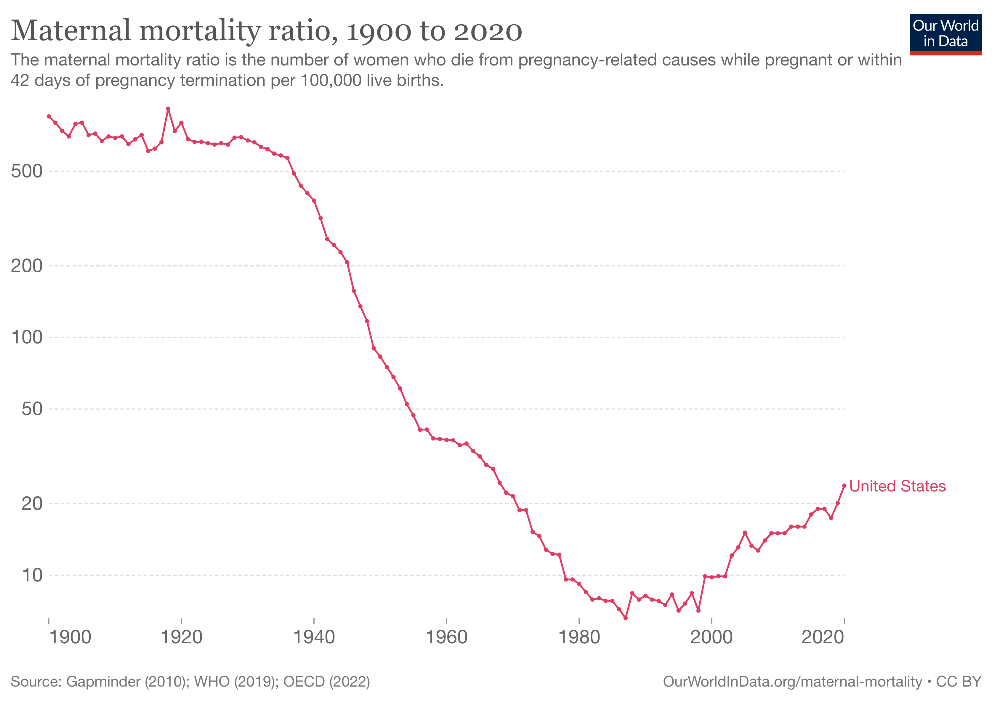 Maternal mortality ratio, 1900 to 2020
Our World
in Data
The maternal mortality ratio is the number of women who die from pregnancy-related causes while pregnant or within
42 days of pregnancy termination per 100,000 live births.
500
200
100
50
20
10
United States
1900 1920 1940 1960 1980 2000 2020
Source: Gapminder (2010); WHO (2019); OECD (2022)
OurWorldInData.org/maternal-mortality • CC BY